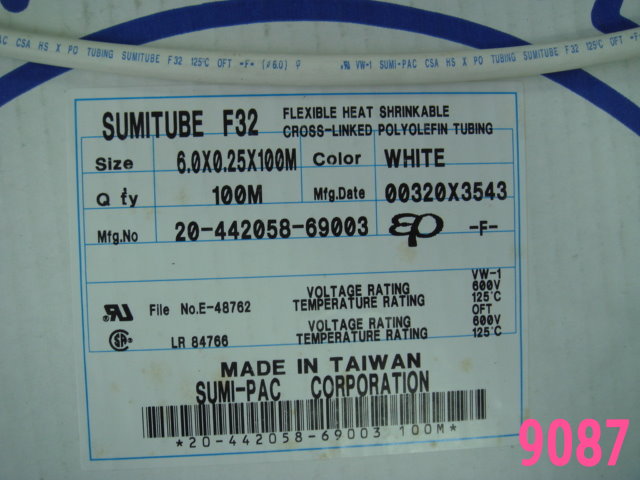 PAC CSA HS X PO TUBING SUMITUBE F32 125℃ OFT -F- (ø6.0) VW-1 SUMI-PAC CSA HS X PO TUBING SUMITUBE F32 125℃ OFT -F-
SUMITUBE F32 FLEXIBLE HEAT SHRINKABLE
CROSS-LINKED POLYOLEFIN TUBING
Size 6.0X0.25X100M Color WHITE
Q'ty 100M Mfg.Date 00320X3543
Mfg.No 20-442058-69003 -F-
VW-1
File No.E-48762 VOLTAGE RATING 600V
TEMPERATURE RATING 125℃
OFT
LR 84766 VOLTAGE RATING 600V
TEMPERATURE RATING 125℃
MADE IN TAIWAN
SUMI-PAC CORPORATION
*20-442058-69003 100M*
9087